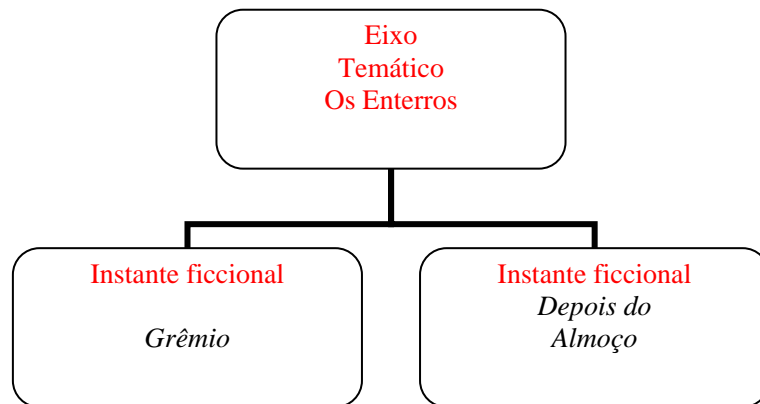 Eixo
Temático
Os Enterros
Instante ficcional
Grêmio
Instante ficcional
Depois do
Almoço